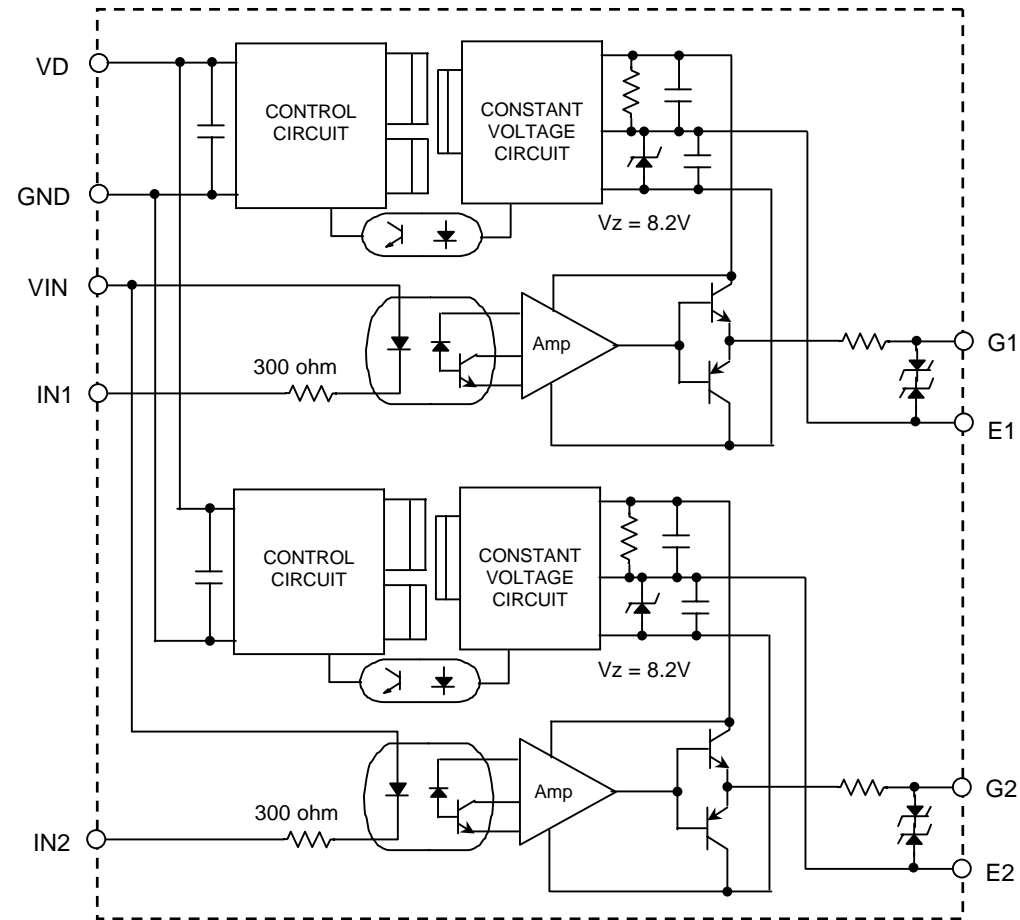 VD
CONTROL
CIRCUIT
CONSTANT
VOLTAGE
CIRCUIT
GND
Vz = 8.2V
VIN
Amp
300 ohm
IN1
G1
E1
CONTROL
CIRCUIT
CONSTANT
VOLTAGE
CIRCUIT
Vz = 8.2V
Amp
300 ohm
IN2
G2
E2